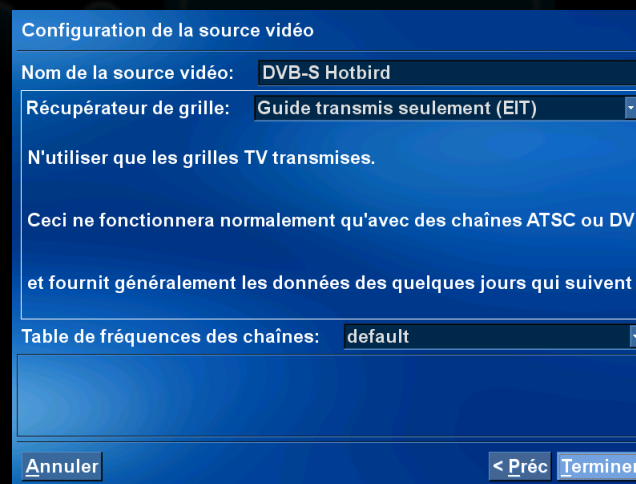 Configuration de la source vidéo
Nom de la source vidéo: DVB-S Hotbird
Récupérateur de grille: Guide transmis seulement (EIT)
N'utiliser que les grilles TV transmises.
Ceci ne fonctionnera normalement qu'avec des chaînes ATSC ou DV
et fournit généralement les données des quelques jours qui suivent
Table de fréquences des chaînes: default
Annuler < Préc Terminer